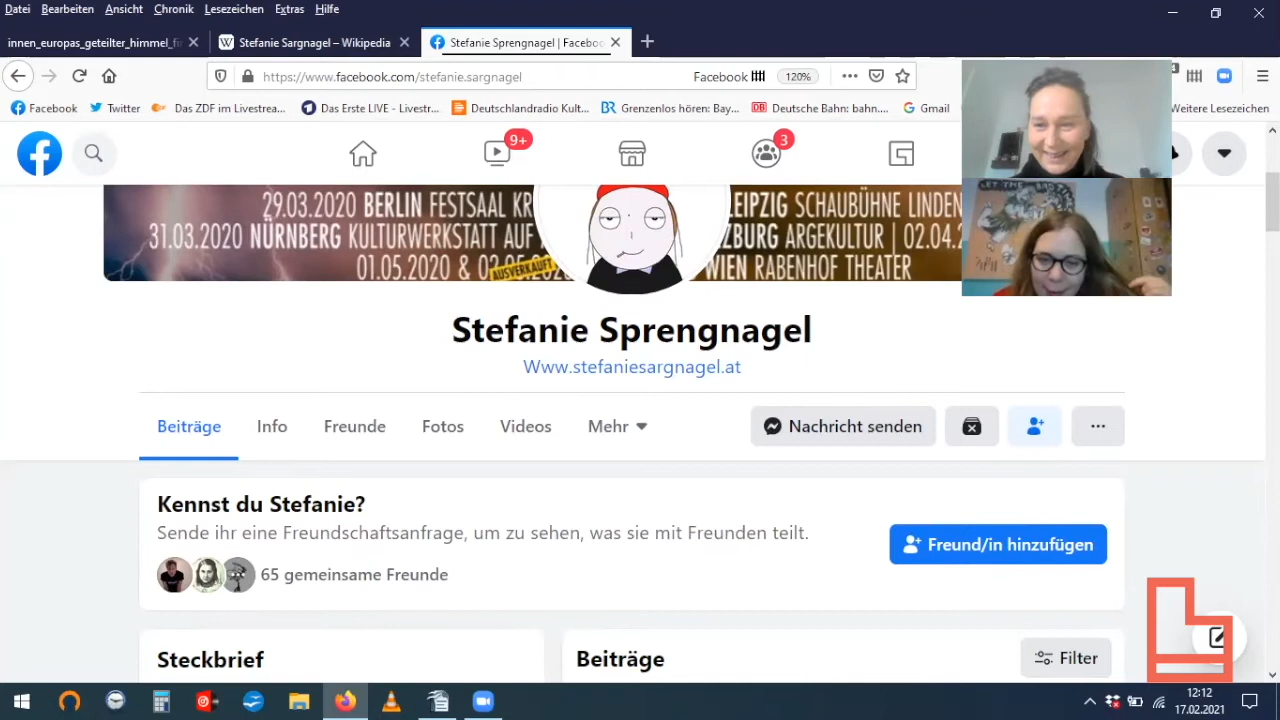 Datei Bearbeiten Ansicht Chronik Lesezeichen Extras Hilfe
innen_europas_geteilter_himmel_fi Stefanie Sargnagel – Wikipedia Stefanie Sprengnagel | Faceboo
https://www.facebook.com/stefanie.sargnagel Facebook 120%
Facebook Twitter Das ZDF im Livestrea... Das Erste LIVE - Livestr... Deutschlandradio Kult... Grenzenlos hören: Bay... Deutsche Bahn: bahn.... Gmail Weitere Lesezeichen
9+ 3
29.03.2020 BERLIN FESTSAAL KR LEIPZIG SCHAUBÜHNE LINDEN
31.03.2020 NÜRNBERG KULTURWERKSTATT AUF ZBURG ARGEKULTUR | 02.04.2
01.05.2020 & 02.05.2020 AUSVERKAUFT WIEN RABENHOF THEATER
Stefanie Sprengnagel
Www.stefaniesargnagel.at
Beiträge Info Freunde Fotos Videos Mehr Nachricht senden
Kennst du Stefanie?
Sende ihr eine Freundschaftsanfrage, um zu sehen, was sie mit Freunden teilt.
Freund/in hinzufügen
65 gemeinsame Freunde
Steckbrief Beiträge Filter
12:12
17.02.2021